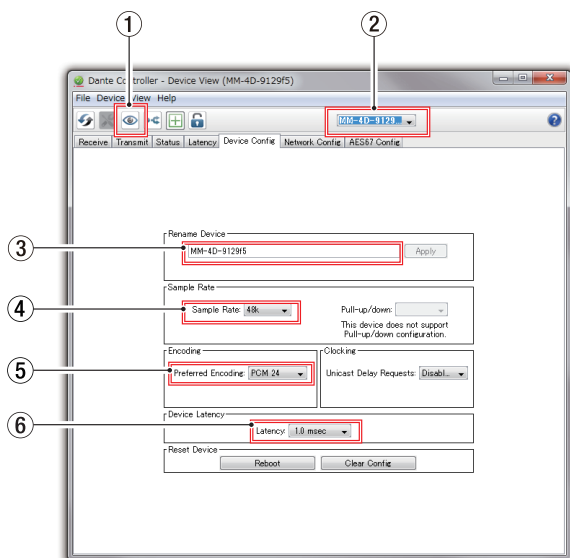 1 2
Dante Controller - Device View (MM-4D-9129f5)
File Device View Help
MM-4D-9129...
Receive Transmit Status Latency Device Config Network Config AES67 Config
Rename Device
3 MM-4D-9129f5 Apply
Sample Rate
4 Sample Rate: 48k Pull-up/down:
This device does not support
Pull-up/down configuration.
Encoding Clocking
5 Preferred Encoding: PCM 24 Unicast Delay Requests: Disabl...
Device Latency
6 Latency: 1.0 msec
Reset Device
Reboot Clear Config